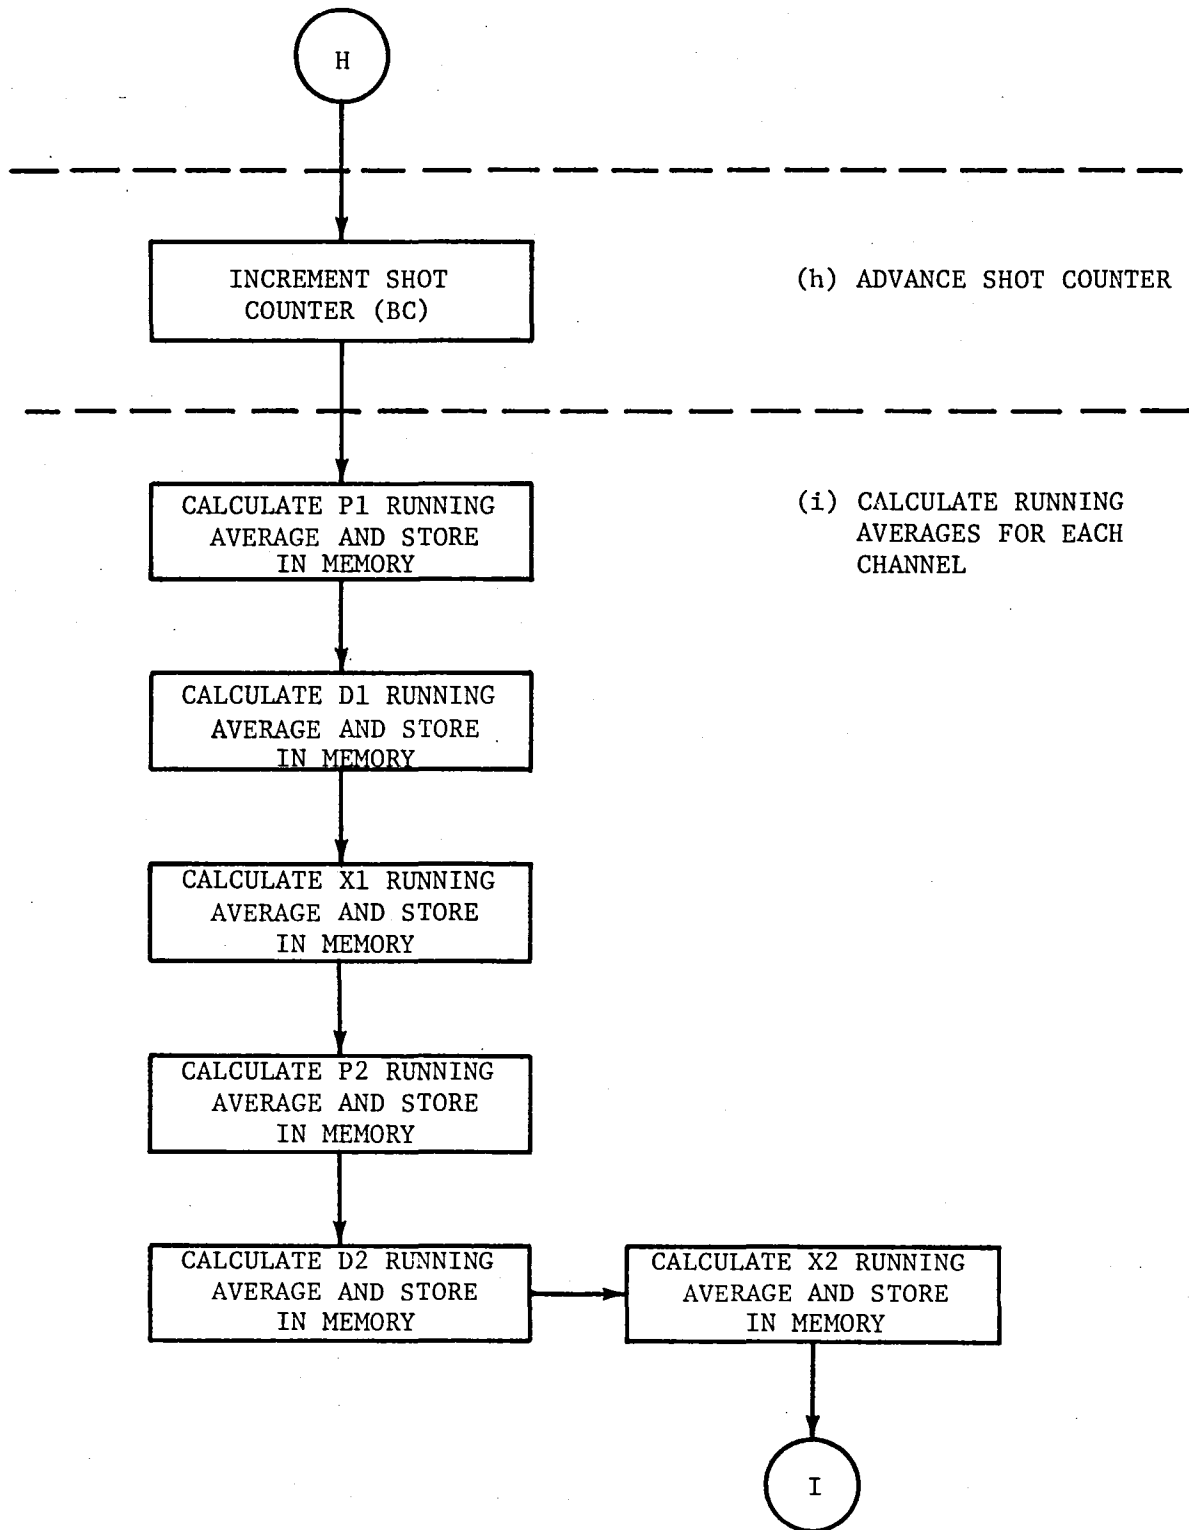 H
INCREMENT SHOT
COUNTER (BC)
(h) ADVANCE SHOT COUNTER
CALCULATE P1 RUNNING
AVERAGE AND STORE
IN MEMORY
(i) CALCULATE RUNNING
AVERAGES FOR EACH
CHANNEL
CALCULATE D1 RUNNING
AVERAGE AND STORE
IN MEMORY
CALCULATE X1 RUNNING
AVERAGE AND STORE
IN MEMORY
CALCULATE P2 RUNNING
AVERAGE AND STORE
IN MEMORY
CALCULATE D2 RUNNING
AVERAGE AND STORE
IN MEMORY
CALCULATE X2 RUNNING
AVERAGE AND STORE
IN MEMORY
I